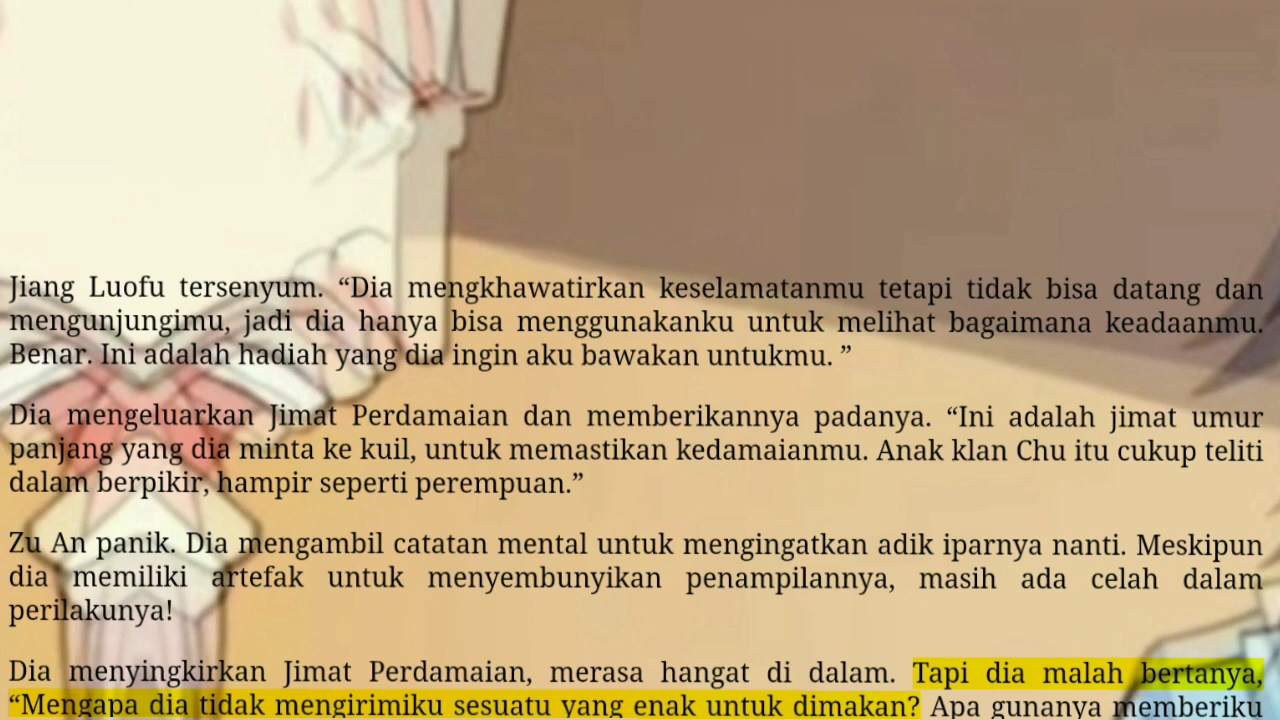 Jiang Luofu tersenyum. “Dia mengkhawatirkan keselamatanmu tetapi tidak bisa datang dan
mengunjungimu, jadi dia hanya bisa menggunakanku untuk melihat bagaimana keadaanmu.
Benar. Ini adalah hadiah yang dia ingin aku bawakan untukmu. ”
Dia mengeluarkan Jimat Perdamaian dan memberikannya padanya. “Ini adalah jimat umur
panjang yang dia minta ke kuil, untuk memastikan kedamaianmu. Anak klan Chu itu cukup teliti
dalam berpikir, hampir seperti perempuan.”
Zu An panik. Dia mengambil catatan mental untuk mengingatkan adik iparnya nanti. Meskipun
dia memiliki artefak untuk menyembunyikan penampilannya, masih ada celah dalam
perilakunya!
Dia menyingkirkan Jimat Perdamaian, merasa hangat di dalam. Tapi dia malah bertanya,
“Mengapa dia tidak mengirimiku sesuatu yang enak untuk dimakan? Apa gunanya memberiku